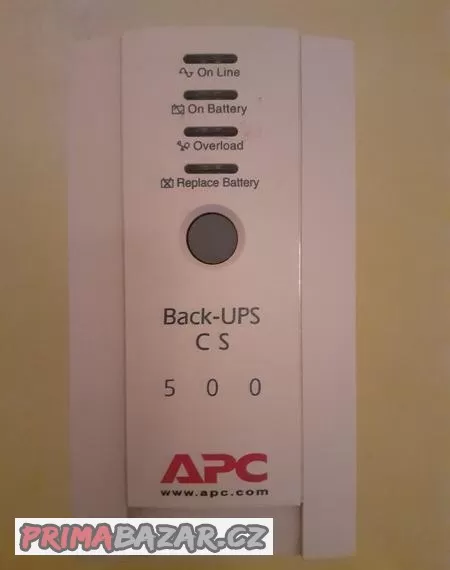 On Line
On Battery
Overload
Replace Battery
Back-UPS
C S
5 0 0
APC
www.apc.com
PRIMABAZAR.CZ